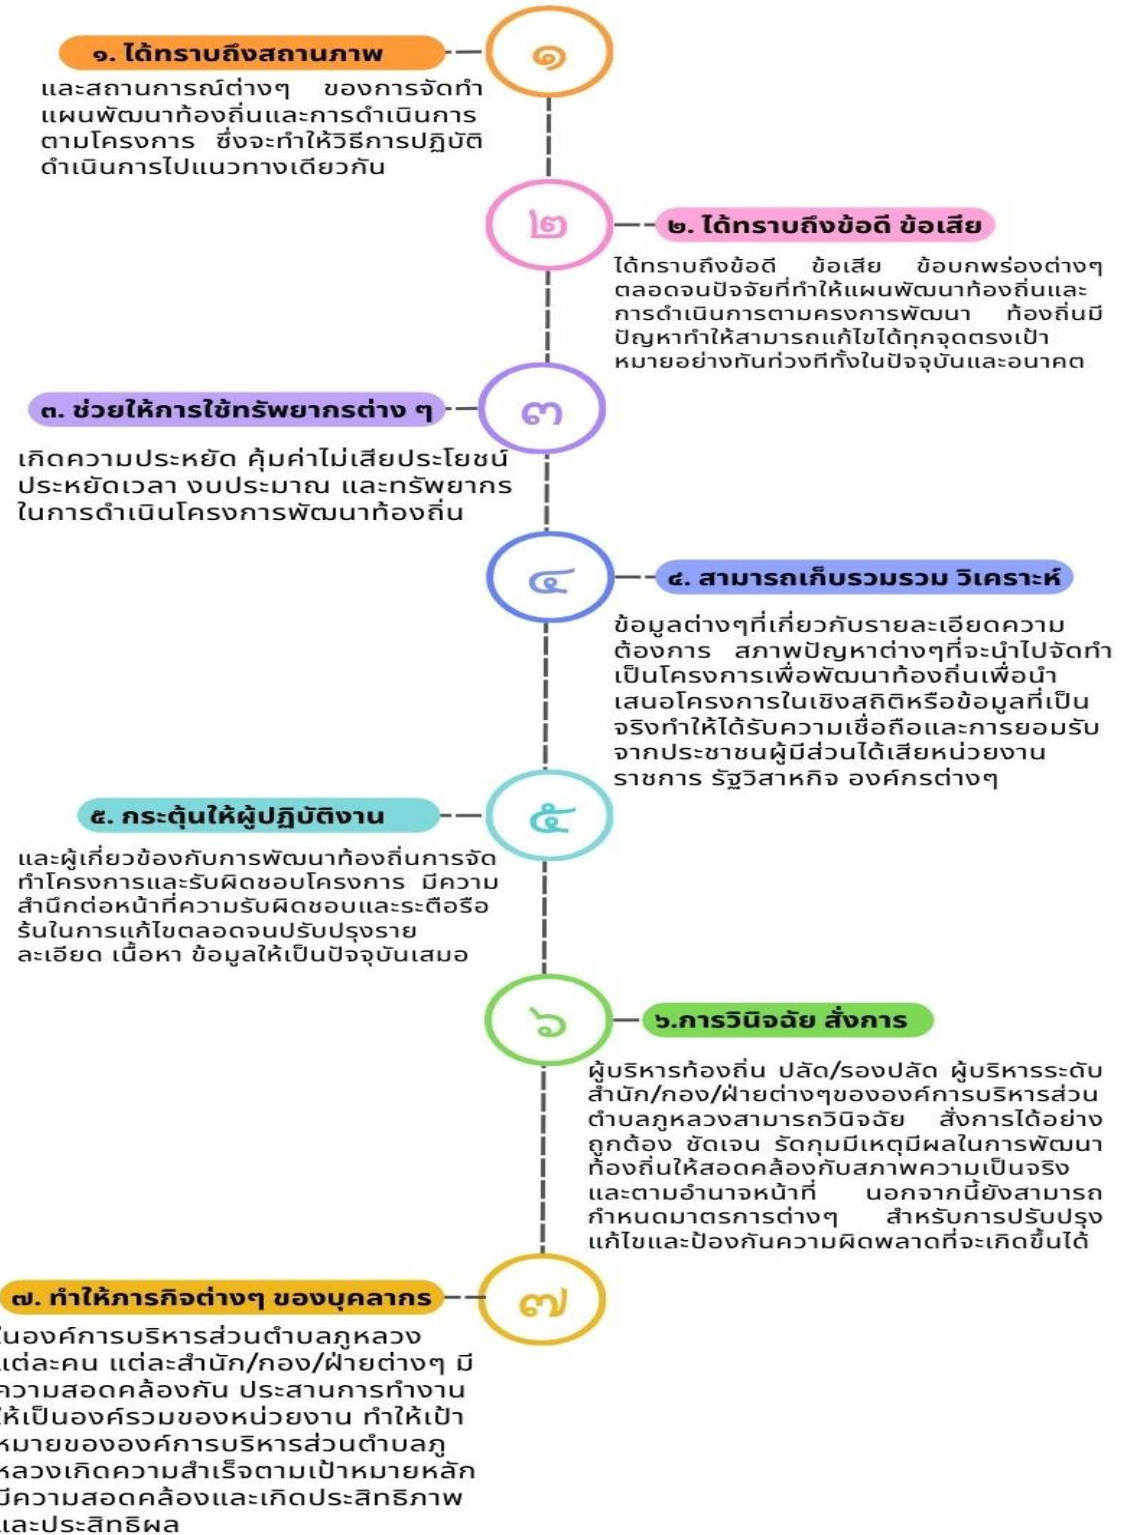 ๑
๑. ได้ทราบถึงสถานภาพ
และสถานการณ์ต่างๆ ของการจัดทำ
แผนพัฒนาท้องถิ่นและการดำเนินการ
ตามโครงการ ซึ่งจะทำให้วิธีการปฏิบัติ
ดำเนินการไปแนวทางเดียวกัน
๒
๒. ได้ทราบถึงข้อดี ข้อเสีย
ได้ทราบถึงข้อดี ข้อเสีย ข้อบกพร่องต่างๆ
ตลอดจนปัจจัยที่ทำให้แผนพัฒนาท้องถิ่นและ
การดำเนินการตามครงการพัฒนา ท้องถิ่นมี
ปัญหาทำให้สามารถแก้ไขได้ทุกจุดตรงเป้า
หมายอย่างทันท่วงทีทั้งในปัจจุบันและอนาคต
๓
๓. ช่วยให้การใช้ทรัพยากรต่าง ๆ
เกิดความประหยัด คุ้มค่าไม่เสียประโยชน์
ประหยัดเวลา งบประมาณ และทรัพยากร
ในการดำเนินโครงการพัฒนาท้องถิ่น
๔
๔. สามารถเก็บรวมรวม วิเคราะห์
ข้อมูลต่างๆที่เกี่ยวกับรายละเอียดความ
ต้องการ สภาพปัญหาต่างๆที่จะนำไปจัดทำ
เป็นโครงการเพื่อพัฒนาท้องถิ่นเพื่อนำ
เสนอโครงการในเชิงสถิติหรือข้อมูลที่เป็น
จริงทำให้ได้รับความเชื่อถือและการยอมรับ
จากประชาชนผู้มีส่วนได้เสียหน่วยงาน
ราชการ รัฐวิสาหกิจ องค์กรต่างๆ
๕
๕. กระตุ้นให้ผู้ปฏิบัติงาน
และผู้เกี่ยวข้องกับการพัฒนาท้องถิ่นการจัด
ทำโครงการและรับผิดชอบโครงการ มีความ
สำนึกต่อหน้าที่ความรับผิดชอบและระตือรือ
ร้นในการแก้ไขตลอดจนปรับปรุงราย
ละเอียด เนื้อหา ข้อมูลให้เป็นปัจจุบันเสมอ
๖
๖.การวินิจฉัย สั่งการ
ผู้บริหารท้องถิ่น ปลัด/รองปลัด ผู้บริหารระดับ
สำนัก/กอง/ฝ่ายต่างๆขององค์การบริหารส่วน
ตำบลภูหลวงสามารถวินิจฉัย สั่งการได้อย่าง
ถูกต้อง ชัดเจน รัดกุมมีเหตุมีผลในการพัฒนา
ท้องถิ่นให้สอดคล้องกับสภาพความเป็นจริง
และตามอำนาจหน้าที่ นอกจากนี้ยังสามารถ
กำหนดมาตรการต่างๆ สำหรับการปรับปรุง
แก้ไขและป้องกันความผิดพลาดที่จะเกิดขึ้นได้
๗
๗. ทำให้ภารกิจต่างๆ ของบุคลากร
ในองค์การบริหารส่วนตำบลภูหลวง
แต่ละคน แต่ละสำนัก/กอง/ฝ่ายต่างๆ มี
ความสอดคล้องกัน ประสานการทำงาน
ให้เป็นองค์รวมของหน่วยงาน ทำให้เป้า
หมายขององค์การบริหารส่วนตำบลภู
หลวงเกิดความสำเร็จตามเป้าหมายหลัก
มีความสอดคล้องและเกิดประสิทธิภาพ
และประสิทธิผล